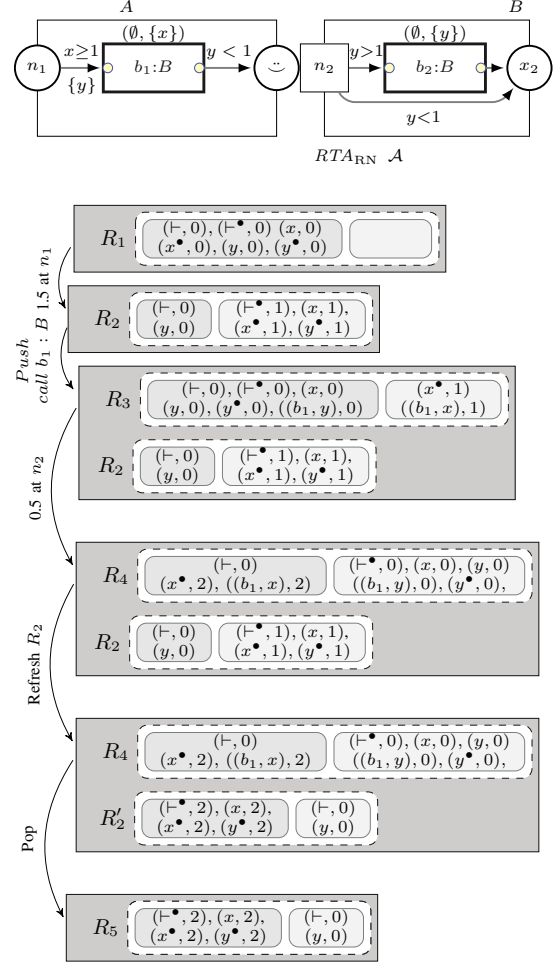 A B
(∅, {x}) (∅, {y})
n₁ x≥1 b₁:B y < 1 ·· n₂ y>1 b₂:B x₂
{y}
y<1
RTA_RN 𝒜
R₁ (⊢, 0), (⊢•, 0) (x, 0)
(x•, 0), (y, 0), (y•, 0)
1.5 at n₁
R₂ (⊢, 0) (⊢•, 1), (x, 1),
(y, 0) (x•, 1), (y•, 1)
Push
call b₁ : B
R₃ (⊢, 0), (⊢•, 0), (x, 0) (x•, 1)
(y, 0), (y•, 0), ((b₁, y), 0) ((b₁, x), 1)
R₂ (⊢, 0) (⊢•, 1), (x, 1),
(y, 0) (x•, 1), (y•, 1)
0.5 at n₂
R₄ (⊢, 0) (⊢•, 0), (x, 0), (y, 0)
(x•, 2), ((b₁, x), 2) ((b₁, y), 0), (y•, 0),
R₂ (⊢, 0) (⊢•, 1), (x, 1),
(y, 0) (x•, 1), (y•, 1)
Refresh R₂
R₄ (⊢, 0) (⊢•, 0), (x, 0), (y, 0)
(x•, 2), ((b₁, x), 2) ((b₁, y), 0), (y•, 0),
R′₂ (⊢•, 2), (x, 2), (⊢, 0)
(x•, 2), (y•, 2) (y, 0)
Pop
R₅ (⊢•, 2), (x, 2), (⊢, 0)
(x•, 2), (y•, 2) (y, 0)